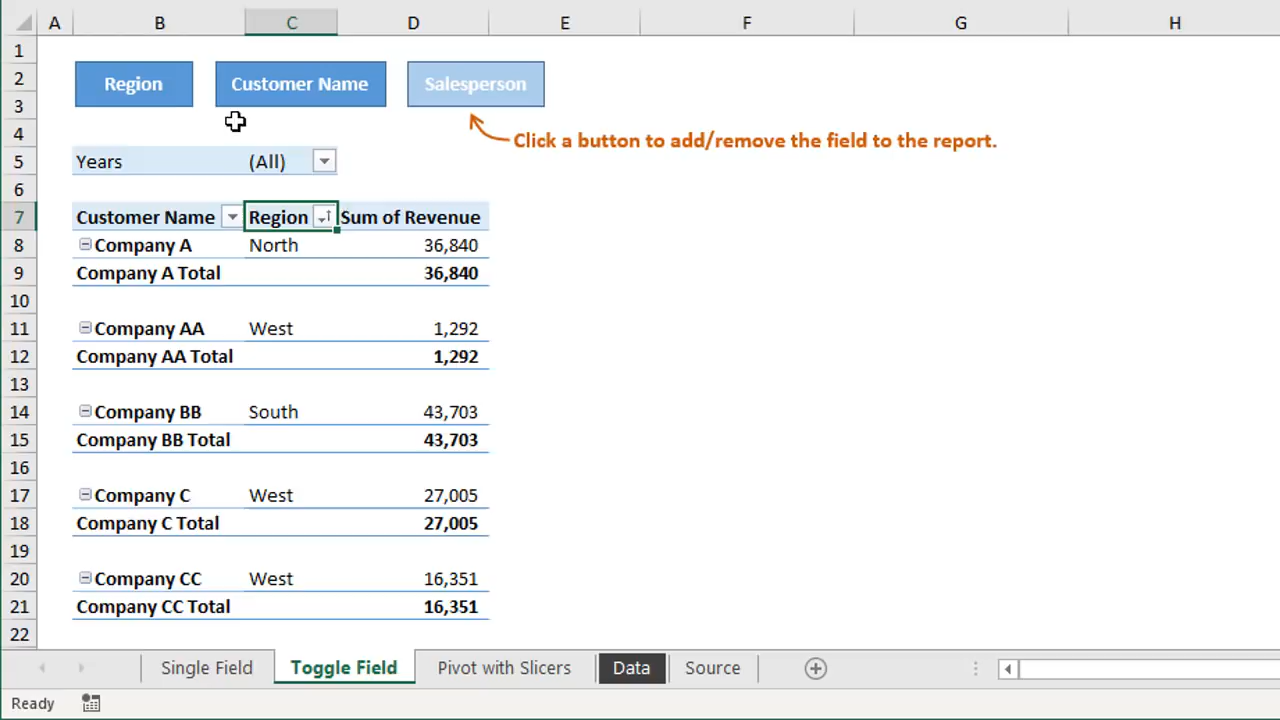 A B C D E F G H
1
2 Region Customer Name Salesperson
3
4 Click a button to add/remove the field to the report.
5 Years (All)
6
7 Customer Name Region Sum of Revenue
8 Company A North 36,840
9 Company A Total 36,840
10
11 Company AA West 1,292
12 Company AA Total 1,292
13
14 Company BB South 43,703
15 Company BB Total 43,703
16
17 Company C West 27,005
18 Company C Total 27,005
19
20 Company CC West 16,351
21 Company CC Total 16,351
22
Single Field Toggle Field Pivot with Slicers Data Source
Ready